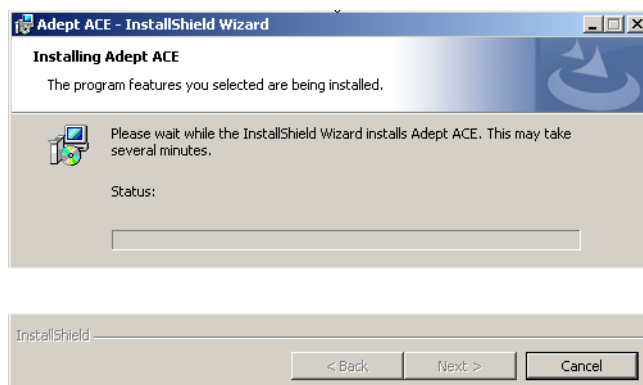 Adept ACE - InstallShield Wizard
Installing Adept ACE
The program features you selected are being installed.
Please wait while the InstallShield Wizard installs Adept ACE. This may take
several minutes.
Status:
InstallShield
< Back
Next >
Cancel